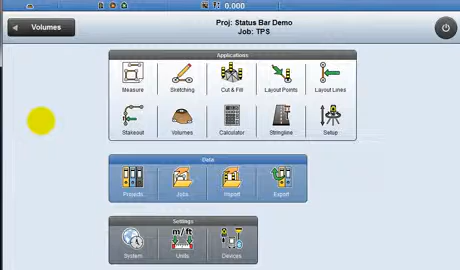 0.000
Volumes
Proj: Status Bar Demo
Job: TPS
Applications
Measure
Sketching
Cut & Fill
Layout Points
Layout Lines
Stakeout
Volumes
Calculator
Stringline
Setup
Data
Projects
Jobs
Import
Export
Settings
m/ft
System
Units
Devices